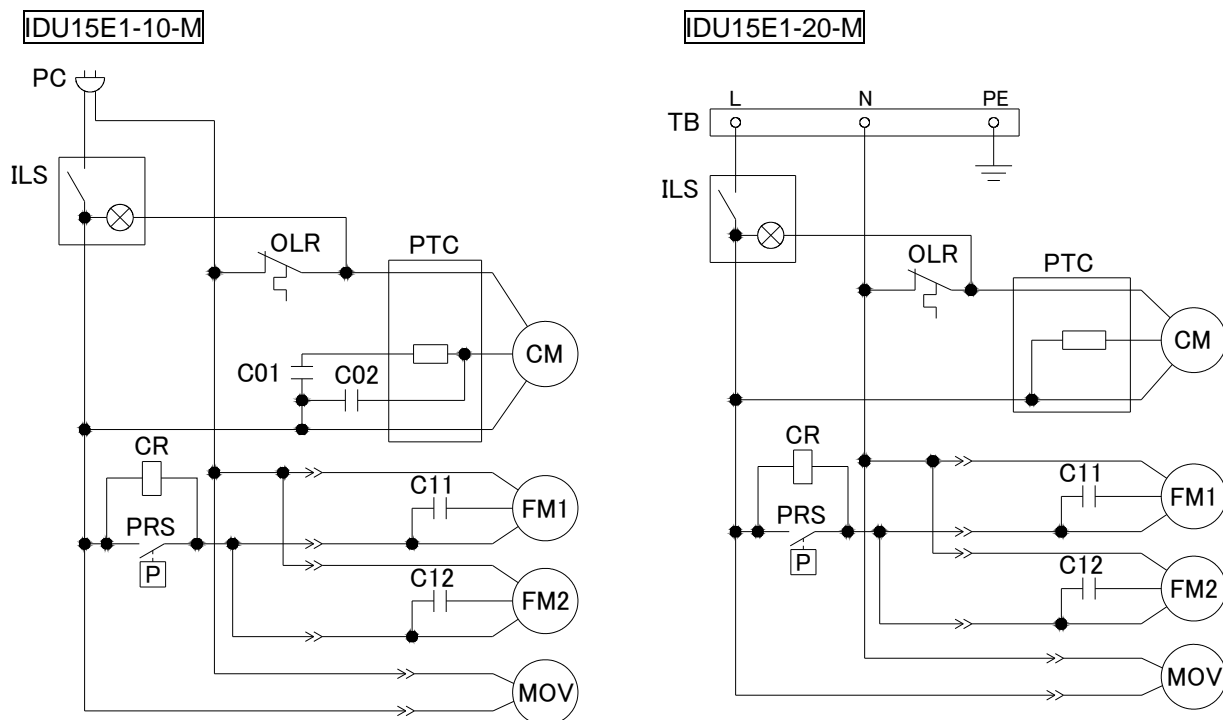 IDU15E1-10-M
PC
ILS
OLR
PTC
CM
C01
C02
CR
C11
FM1
PRS
P
C12
FM2
MOV
IDU15E1-20-M
L N PE
TB
ILS
OLR
PTC
CM
CR
C11
FM1
PRS
P
C12
FM2
MOV